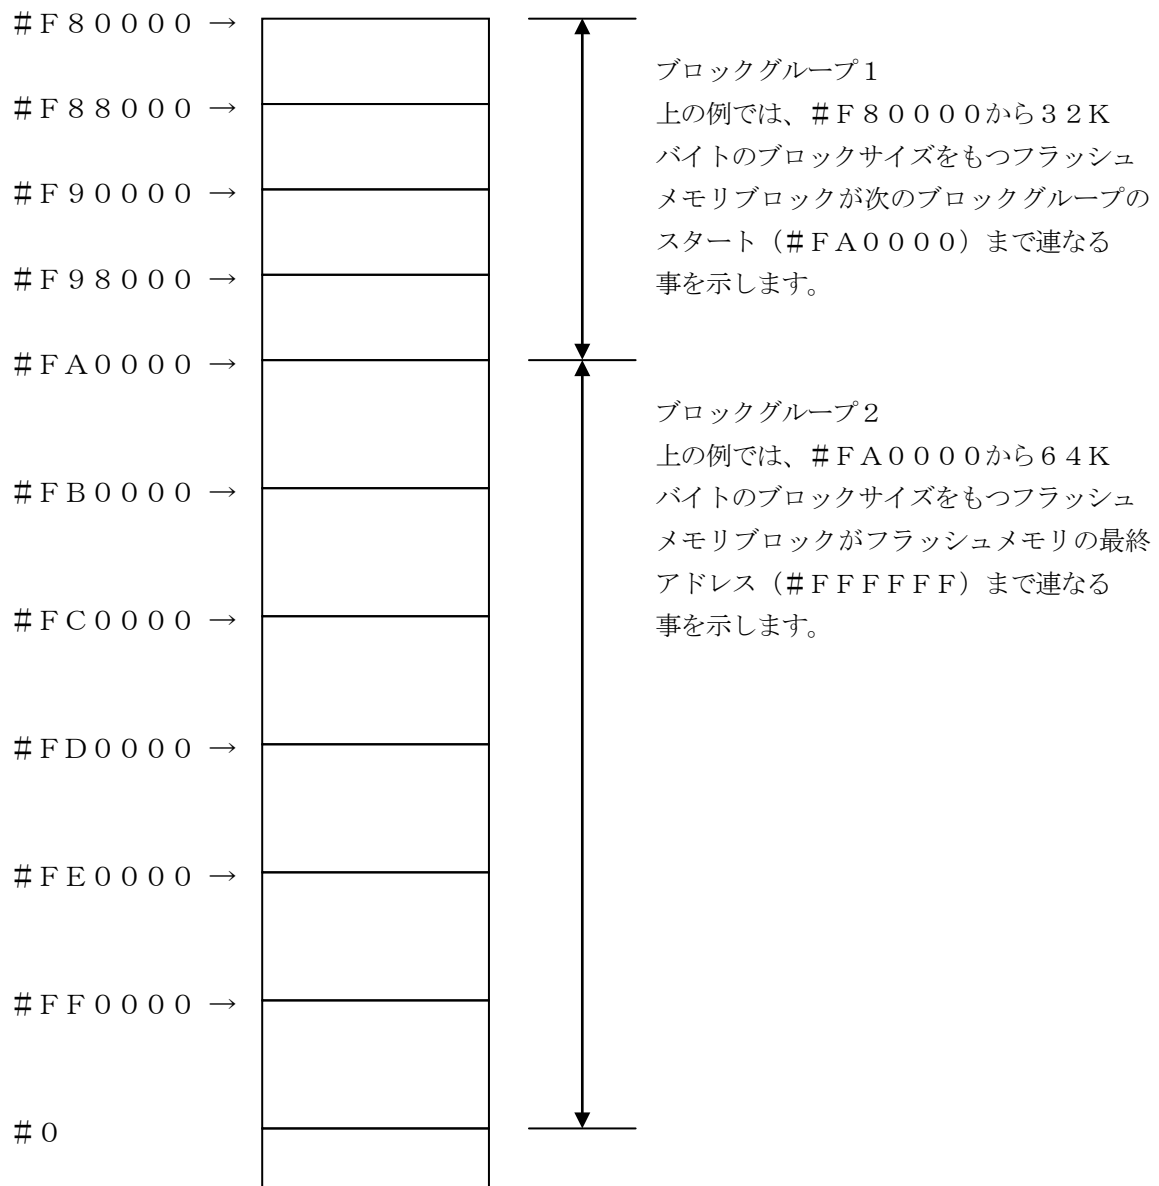 ＃Ｆ８００００ →
ブロックグループ１
＃Ｆ８８０００ →
上の例では、＃Ｆ８００００から３２Ｋ
バイトのブロックサイズをもつフラッシュ
＃Ｆ９００００ →
メモリブロックが次のブロックグループの
スタート（＃ＦＡ００００）まで連なる
＃Ｆ９８０００ →
事を示します。
＃ＦＡ００００ →
ブロックグループ２
上の例では、＃ＦＡ００００から６４Ｋ
＃ＦＢ００００ →
バイトのブロックサイズをもつフラッシュ
メモリブロックがフラッシュメモリの最終
アドレス（＃ＦＦＦＦＦＦ）まで連なる
＃ＦＣ００００ →
事を示します。
＃ＦＤ００００ →
＃ＦＥ００００ →
＃ＦＦ００００ →
＃０